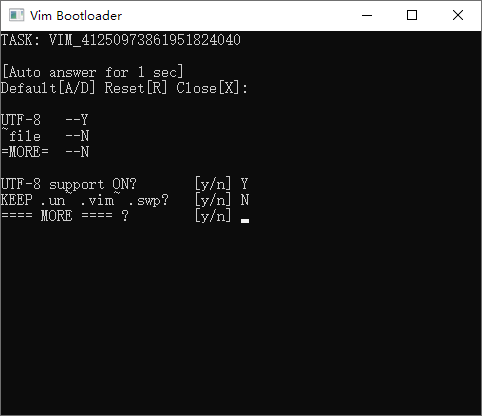 Vim Bootloader
TASK: VIM_41250973861951824040
[Auto answer for 1 sec]
Default[A/D] Reset[R] Close[X]:
UTF-8   --Y
~file   --N
=MORE=  --N
UTF-8 support ON?       [y/n] Y
KEEP .un~ .vim~ .swp?   [y/n] N
==== MORE ==== ?        [y/n]